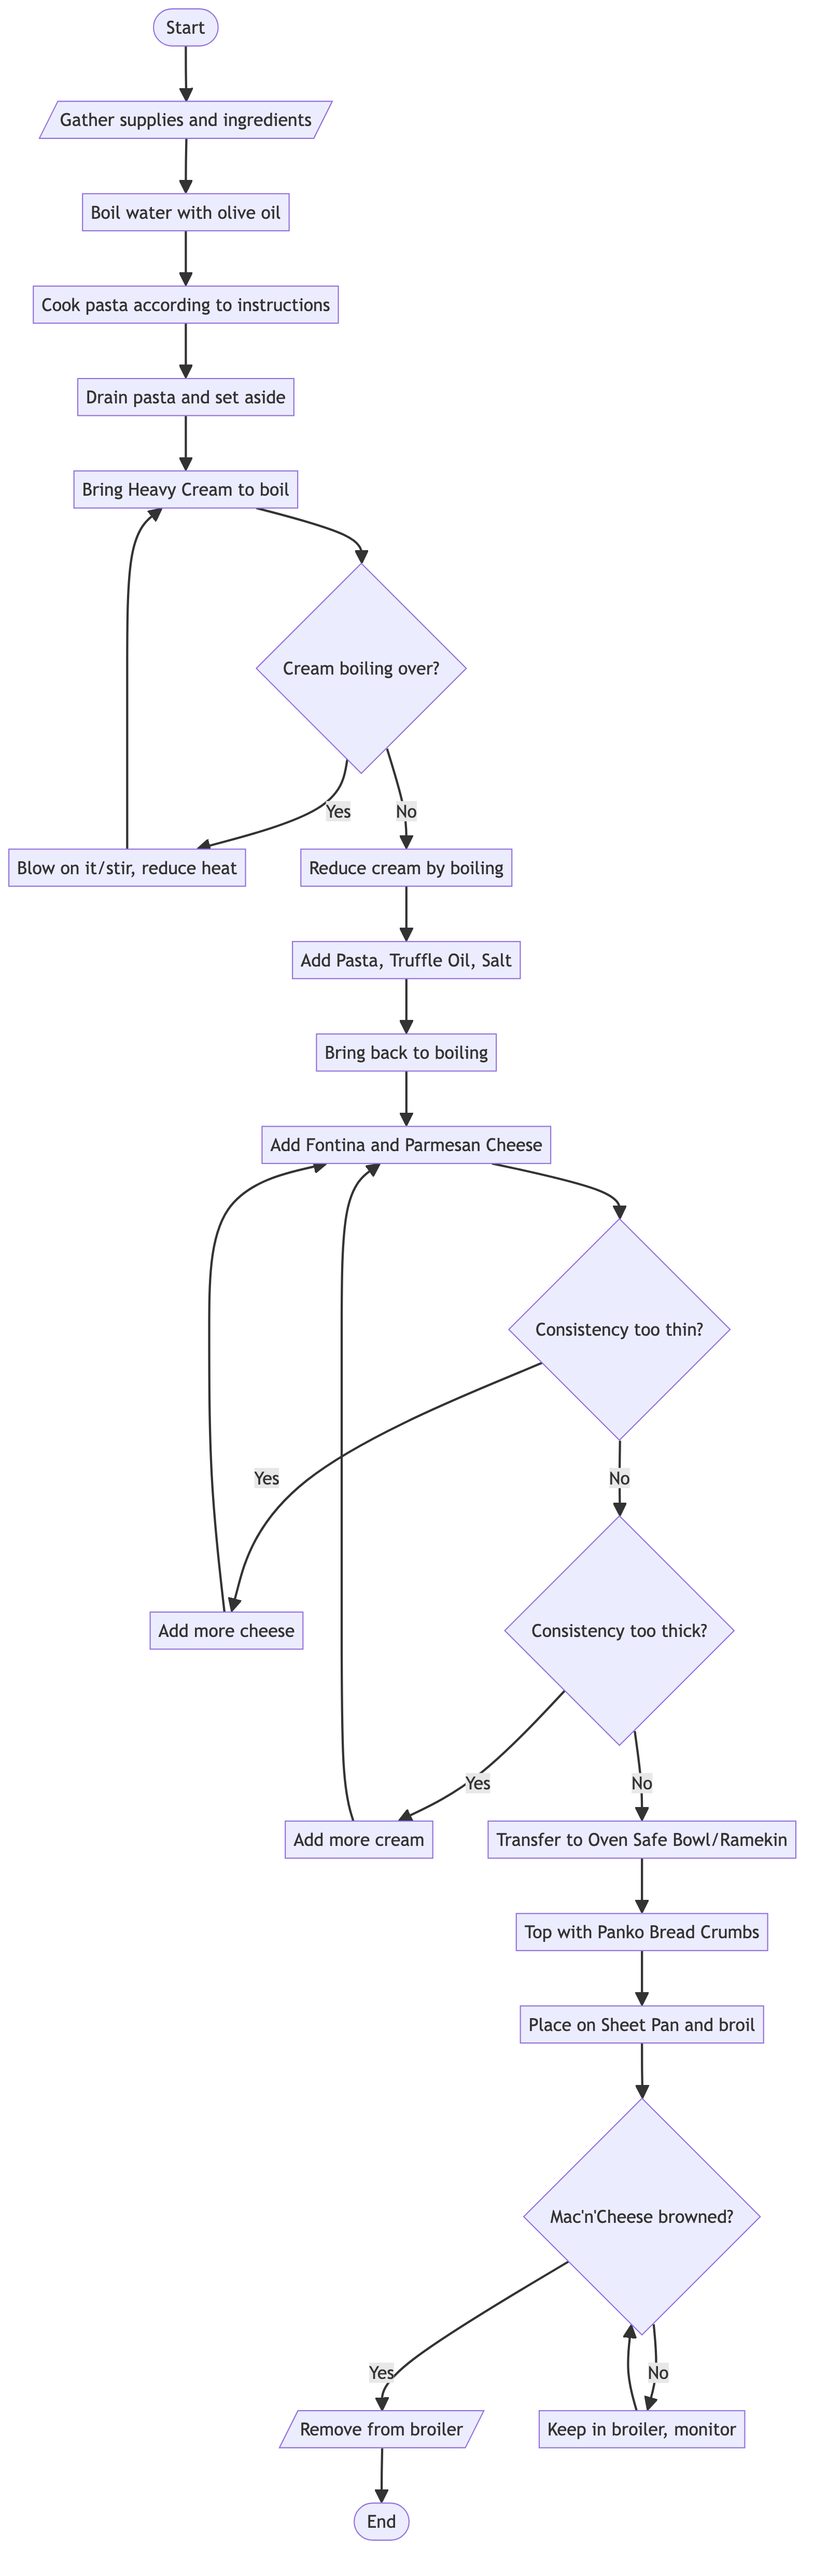 Start
Gather supplies and ingredients
Boil water with olive oil
Cook pasta according to instructions
Drain pasta and set aside
Bring Heavy Cream to boil
Cream boiling over?
Yes
No
Blow on it/stir, reduce heat
Reduce cream by boiling
Add Pasta, Truffle Oil, Salt
Bring back to boiling
Add Fontina and Parmesan Cheese
Consistency too thin?
Yes
No
Add more cheese
Consistency too thick?
Yes
No
Add more cream
Transfer to Oven Safe Bowl/Ramekin
Top with Panko Bread Crumbs
Place on Sheet Pan and broil
Mac'n'Cheese browned?
Yes
No
Remove from broiler
Keep in broiler, monitor
End